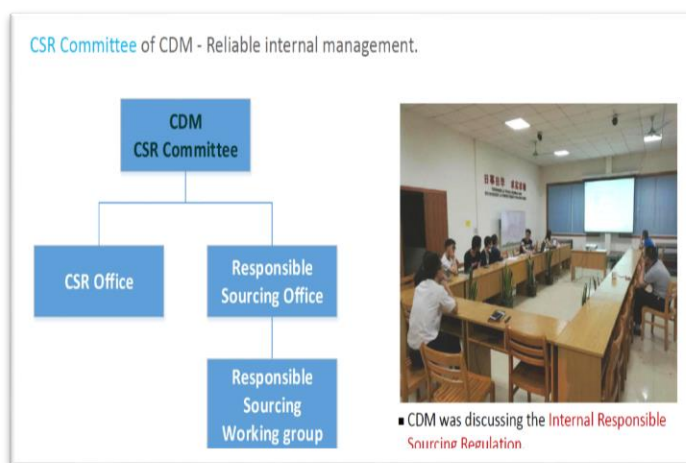 CSR Committee of CDM - Reliable internal management.
CDM
CSR Committee
CSR Office
Responsible
Sourcing Office
Responsible
Sourcing
Working group
▪ CDM was discussing the Internal Responsible
Sourcing Regulation